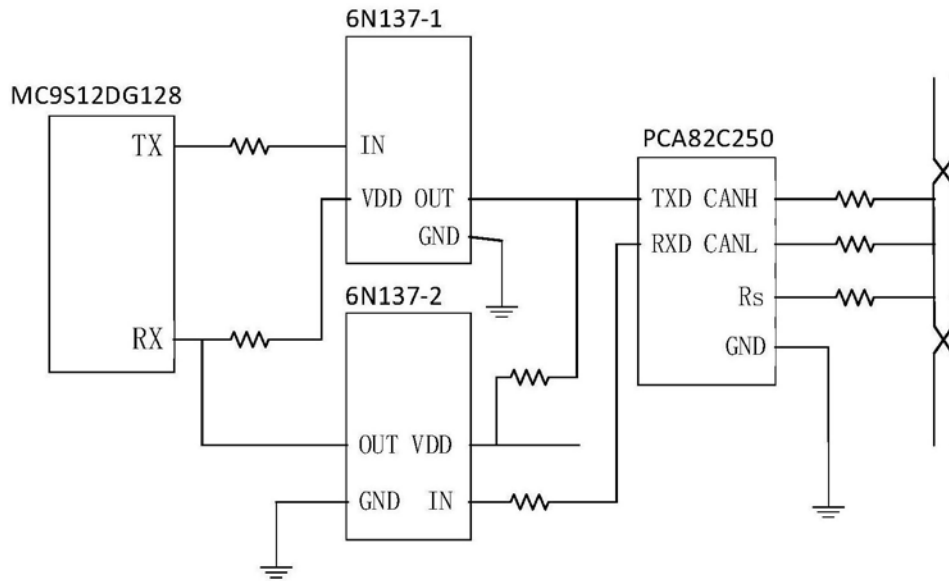 6N137-1
MC9S12DG128
TX
IN
PCA82C250
VDD OUT
TXD CANH
GND
RXD CANL
6N137-2
Rs
RX
GND
OUT VDD
GND IN